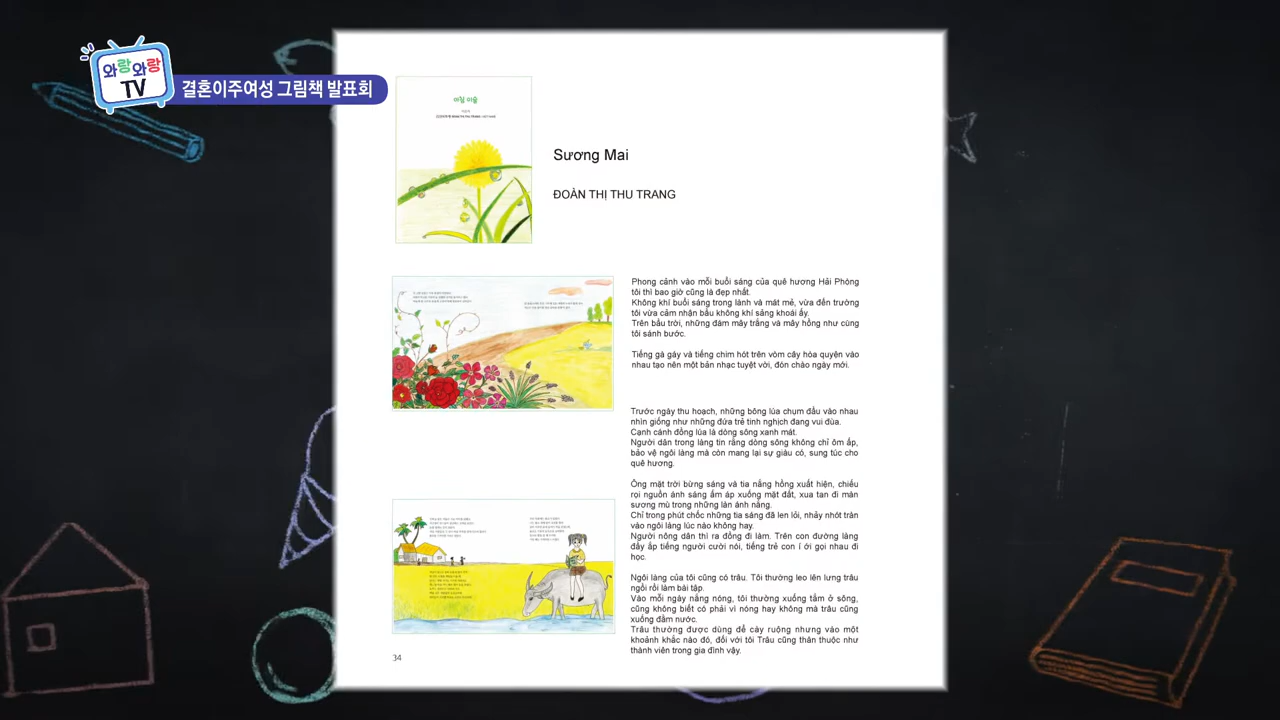 와랑와랑
TV
결혼이주여성 그림책 발표회
Sương Mai
ĐOÀN THỊ THU TRANG
Phong cảnh vào mỗi buổi sáng của quê hương Hải Phòng
tôi thì bao giờ cũng là đẹp nhất.
Không khí buổi sáng trong lành và mát mẻ, vừa đến trường
tôi vừa cảm nhận bầu không khí sảng khoái ấy.
Trên bầu trời, những đám mây trắng và mây hồng như cùng
tôi sánh bước.
Tiếng gà gáy và tiếng chim hót trên vòm cây hòa quyện vào
nhau tạo nên một bản nhạc tuyệt vời, đón chào ngày mới.
Trước ngày thu hoạch, những bông lúa chụm đầu vào nhau
nhìn giống như những đứa trẻ tinh nghịch đang vui đùa.
Cạnh cánh đồng lúa là dòng sông xanh mát.
Người dân trong làng tin rằng dòng sông không chỉ ôm ấp,
bảo vệ ngôi làng mà còn mang lại sự giàu có, sung túc cho
quê hương.
Ông mặt trời bừng sáng và tia nắng hồng xuất hiện, chiếu
rọi nguồn ánh sáng ấm áp xuống mặt đất, xua tan đi màn
sương mù trong những làn ánh nắng.
Chỉ trong phút chốc những tia sáng đã len lỏi, nhảy nhót tràn
vào ngôi làng lúc nào không hay.
Người nông dân thì ra đồng đi làm. Trên con đường làng
đầy ắp tiếng người cười nói, tiếng trẻ con í ới gọi nhau đi
học.
Ngôi làng của tôi cũng có trâu. Tôi thường leo lên lưng trâu
ngồi rồi làm bài tập.
Vào mỗi ngày nắng nóng, tôi thường xuống tắm ở sông,
cũng không biết có phải vì nóng hay không mà trâu cũng
xuống đầm nước.
Trâu thường được dùng để cày ruộng nhưng vào một
khoảnh khắc nào đó, đối với tôi Trâu cũng thân thuộc như
thành viên trong gia đình vậy.
34